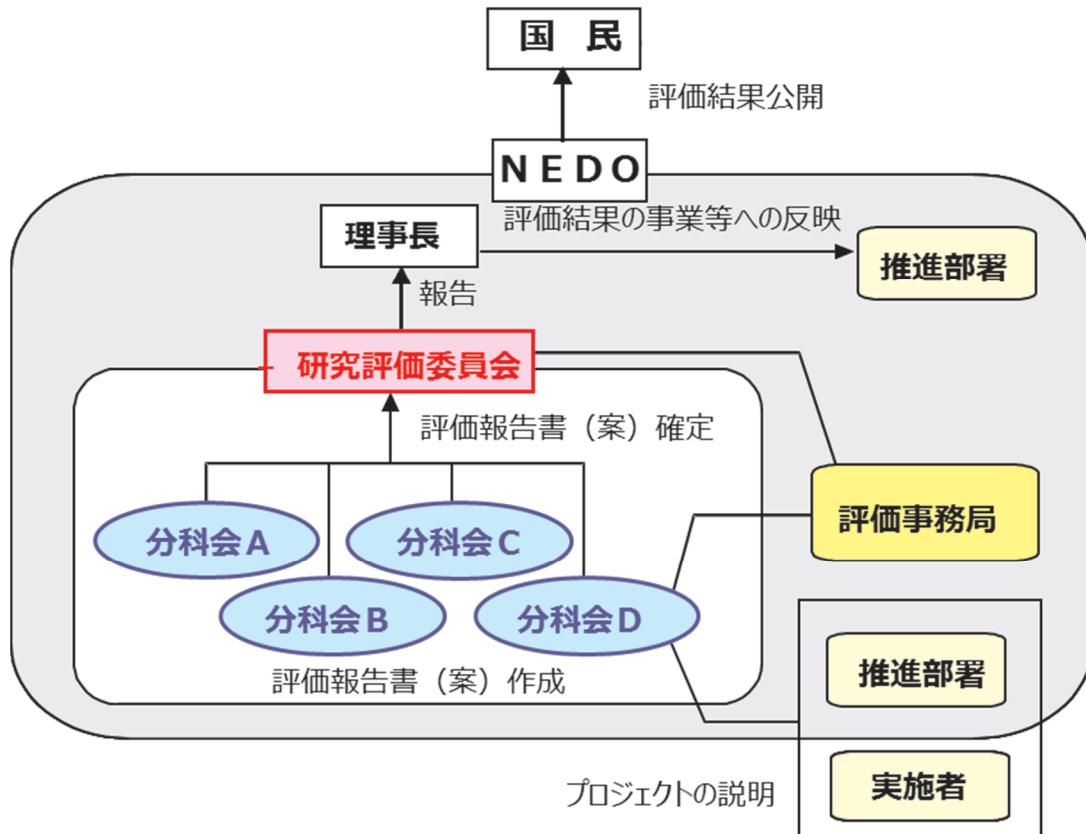 国 民
評価結果公開
NEDO
評価結果の事業等への反映
理事長
推進部署
報告
研究評価委員会
評価報告書（案）確定
評価事務局
分科会A
分科会C
分科会B
分科会D
評価報告書（案）作成
推進部署
プロジェクトの説明
実施者